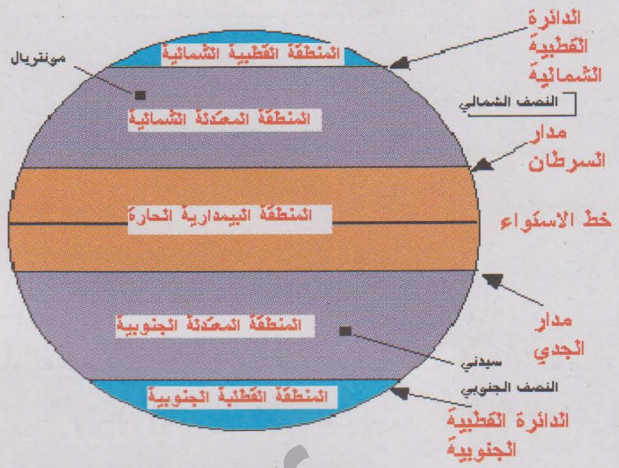 الدائرة
القطبية
الشمالية
المنطقة القطبية الشمالية
مونتريال
النصف الشمالي
المنطقة المعتدلة الشمالية
مدار
السرطان
المنطقة البيمدارية الحارة
خط الاستواء
مدار
الجدي
المنطقة المعتدلة الجنوبية
سيدني
النصف الجنوبي
المنطقة القطلبة الجنوبية
الدائرة القطبية
الجنوبية